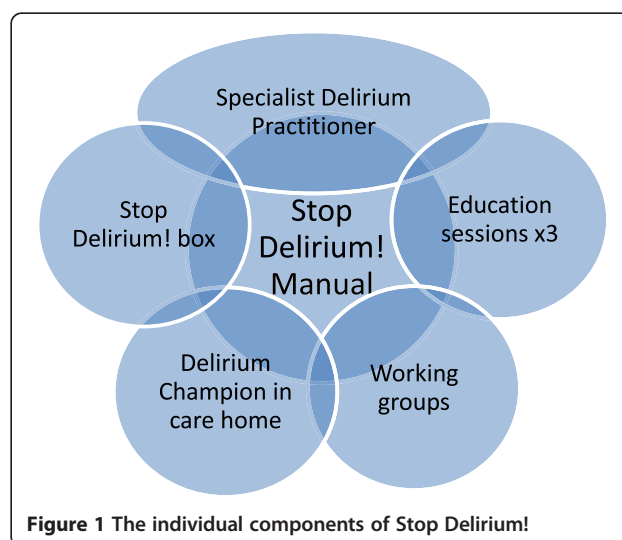 Specialist Delirium
Practitioner
Stop
Delirium! box
Stop
Delirium!
Manual
Education
sessions x3
Delirium
Champion in
care home
Working
groups
Figure 1 The individual components of Stop Delirium!